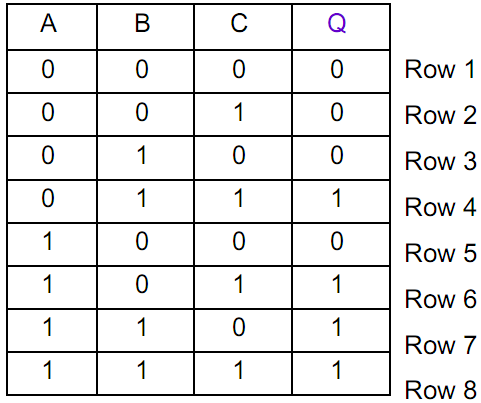 A B C Q
0 0 0 0 Row 1
0 0 1 0 Row 2
0 1 0 0 Row 3
0 1 1 1 Row 4
1 0 0 0 Row 5
1 0 1 1 Row 6
1 1 0 1 Row 7
1 1 1 1 Row 8